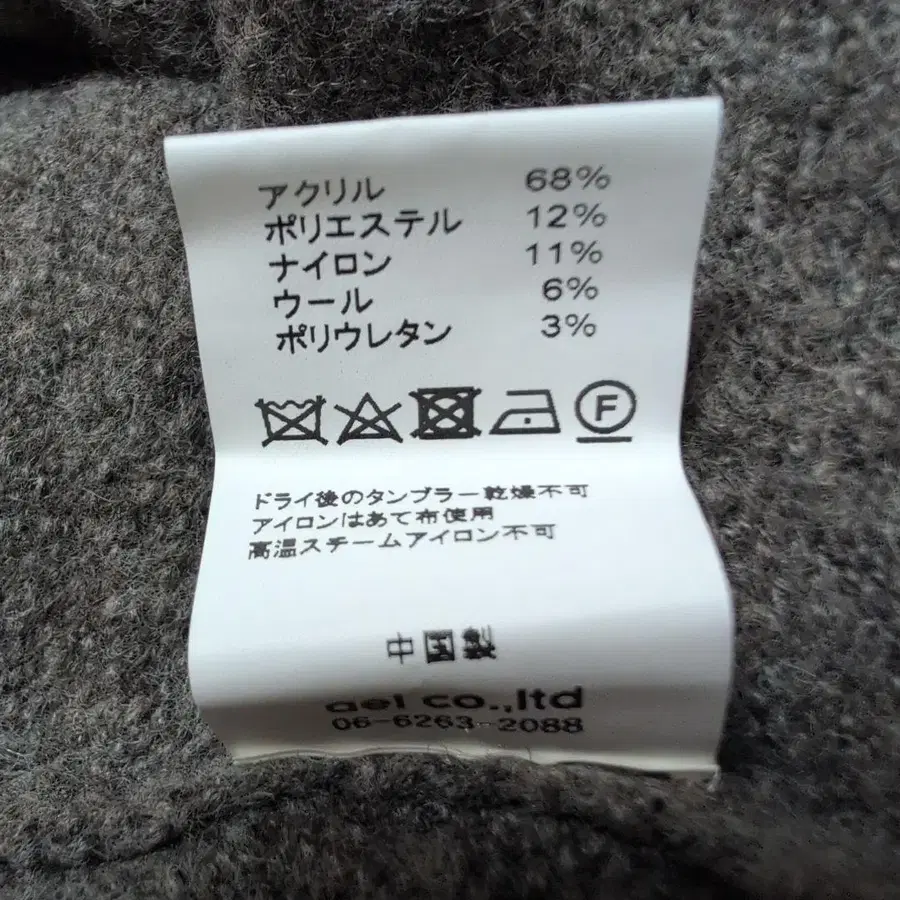 アクリル 68%
ポリエステル 12%
ナイロン 11%
ウール 6%
ポリウレタン 3%
F
ドライ後のタンブラー乾燥不可
アイロンはあて布使用
高温スチームアイロン不可
中国製
ael co.,ltd
06-6263-2088